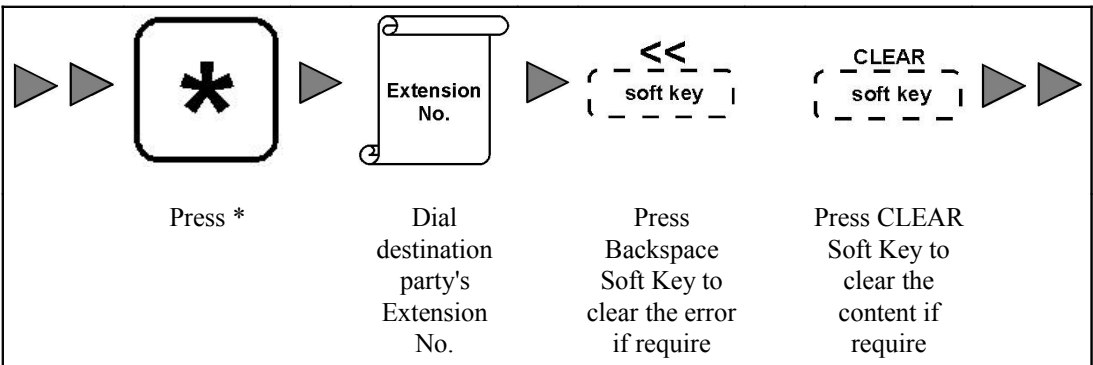 *
Extension
No.
<<
soft key
CLEAR
soft key
Press *
Dial
destination
party's
Extension
No.
Press
Backspace
Soft Key to
clear the error
if require
Press CLEAR
Soft Key to
clear the
content if
require